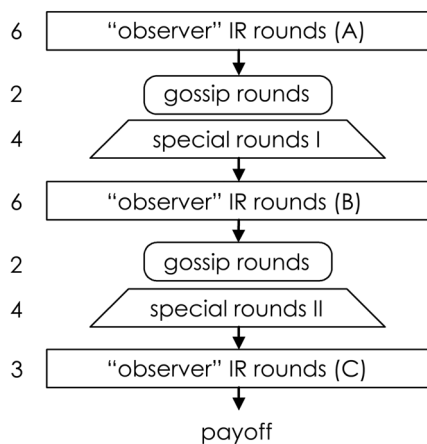 6 “observer” IR rounds (A)
2 gossip rounds
4 special rounds I
6 “observer” IR rounds (B)
2 gossip rounds
4 special rounds II
3 “observer” IR rounds (C)
payoff